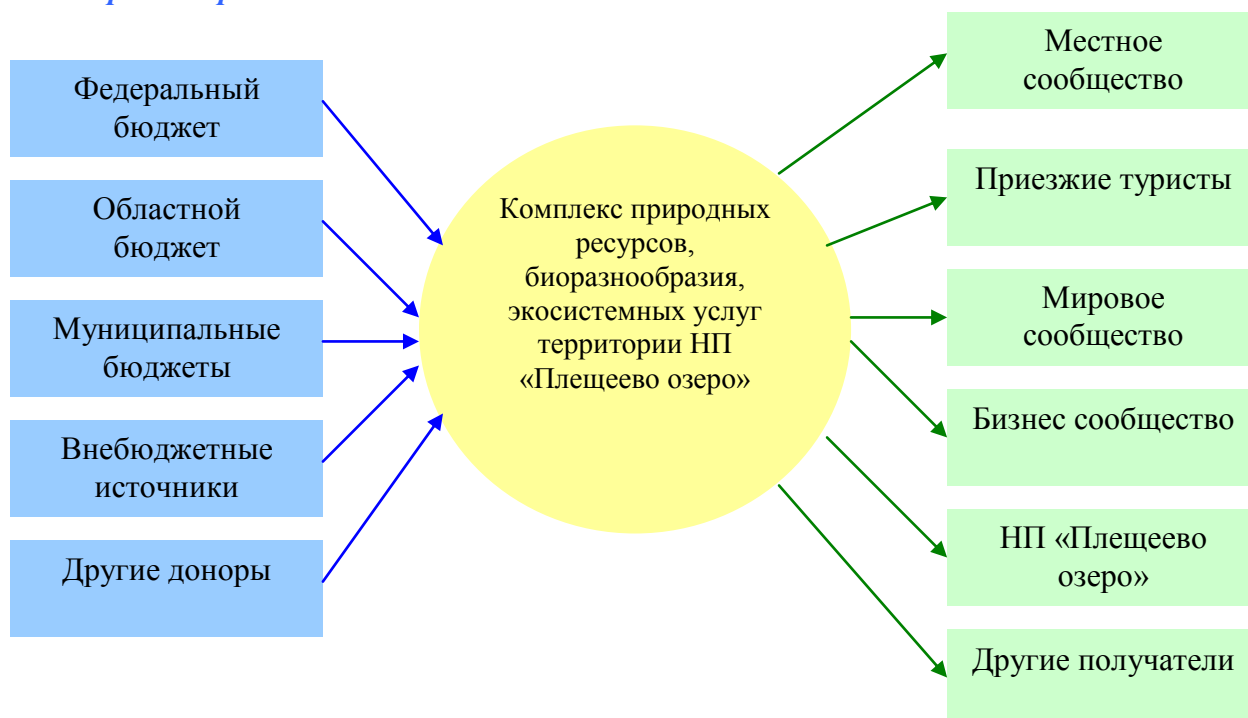 Федеральный
бюджет
Областной
бюджет
Муниципальные
бюджеты
Внебюджетные
источники
Другие доноры
Комплекс природных
ресурсов,
биоразнообразия,
экосистемных услуг
территории НП
«Плещеево озеро»
Местное
сообщество
Приезжие туристы
Мировое
сообщество
Бизнес сообщество
НП «Плещеево
озеро»
Другие получатели